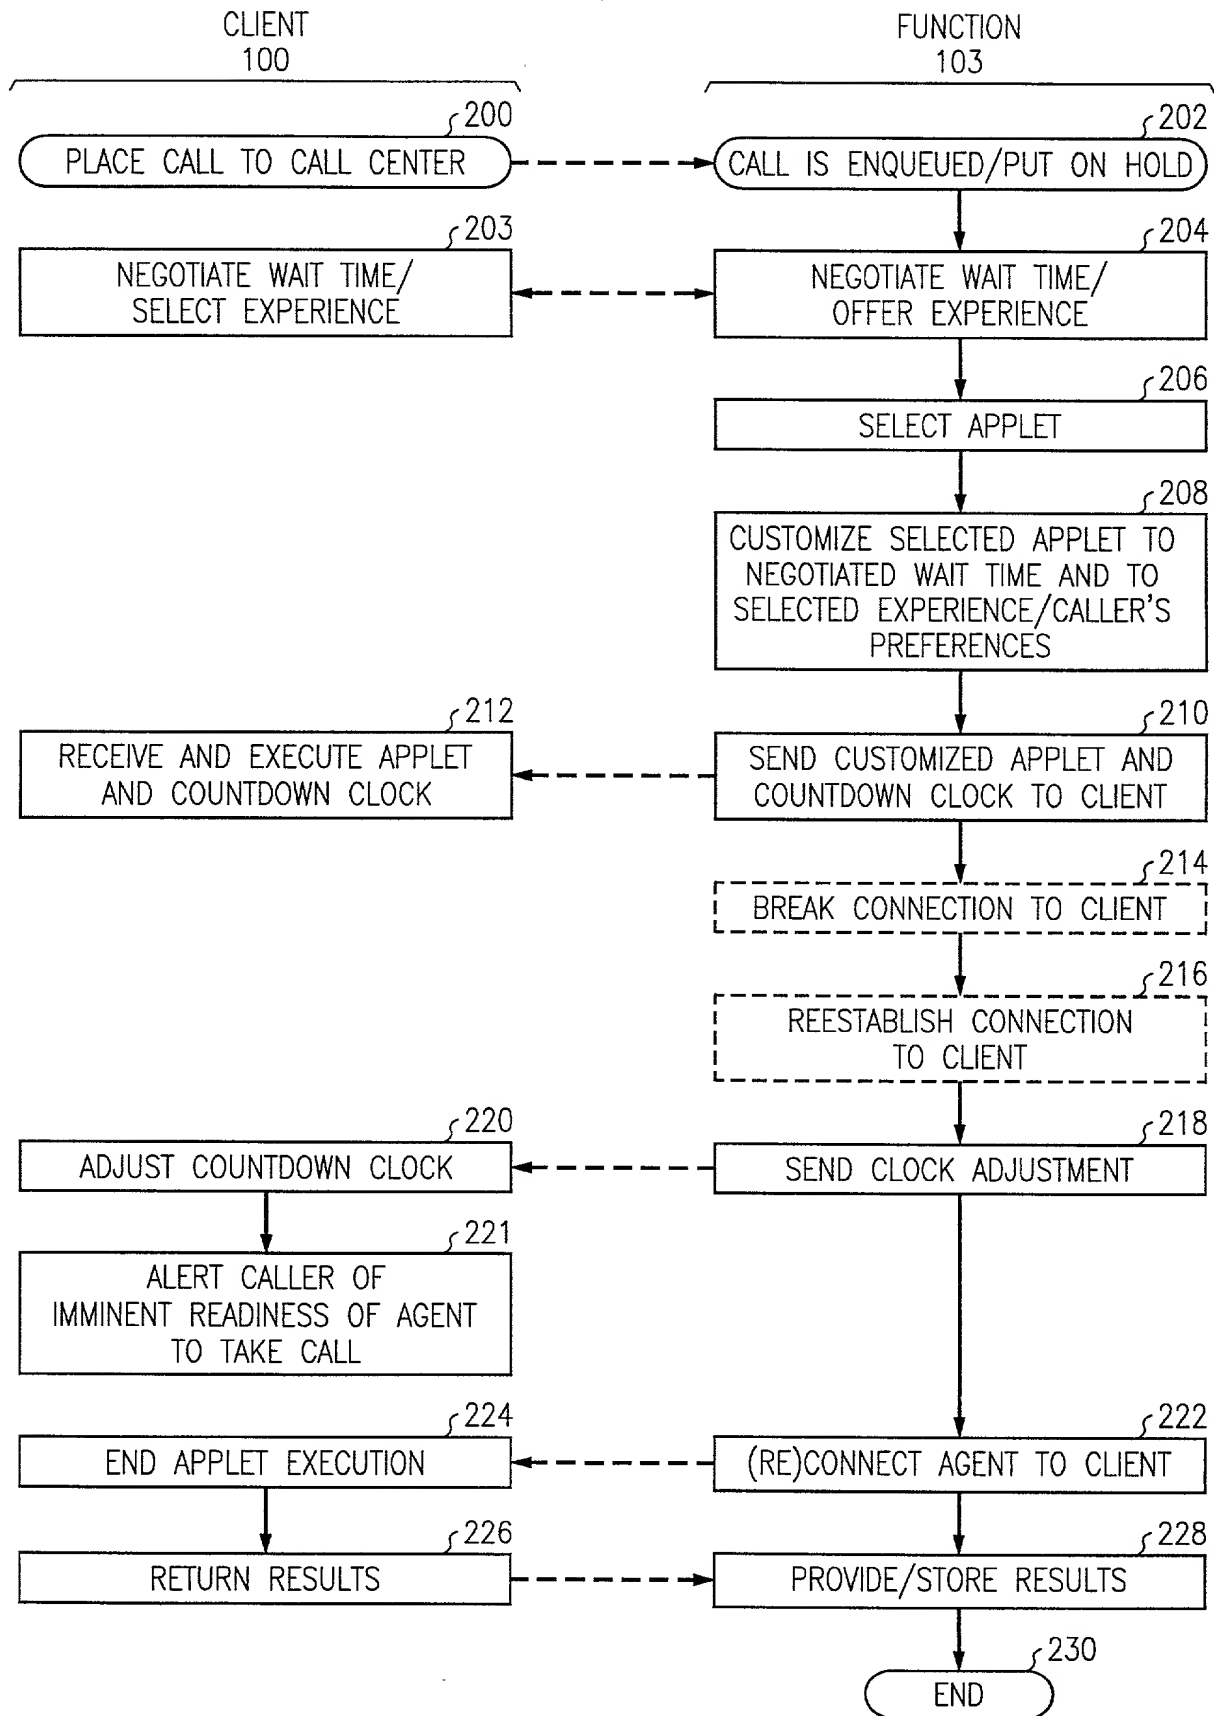 CLIENT
100
FUNCTION
103
200
PLACE CALL TO CALL CENTER
202
CALL IS ENQUEUED/PUT ON HOLD
203
NEGOTIATE WAIT TIME/
SELECT EXPERIENCE
204
NEGOTIATE WAIT TIME/
OFFER EXPERIENCE
206
SELECT APPLET
208
CUSTOMIZE SELECTED APPLET TO
NEGOTIATED WAIT TIME AND TO
SELECTED EXPERIENCE/CALLER'S
PREFERENCES
212
RECEIVE AND EXECUTE APPLET
AND COUNTDOWN CLOCK
210
SEND CUSTOMIZED APPLET AND
COUNTDOWN CLOCK TO CLIENT
214
BREAK CONNECTION TO CLIENT
216
REESTABLISH CONNECTION
TO CLIENT
220
ADJUST COUNTDOWN CLOCK
218
SEND CLOCK ADJUSTMENT
221
ALERT CALLER OF
IMMINENT READINESS OF AGENT
TO TAKE CALL
224
END APPLET EXECUTION
222
(RE)CONNECT AGENT TO CLIENT
226
RETURN RESULTS
228
PROVIDE/STORE RESULTS
230
END